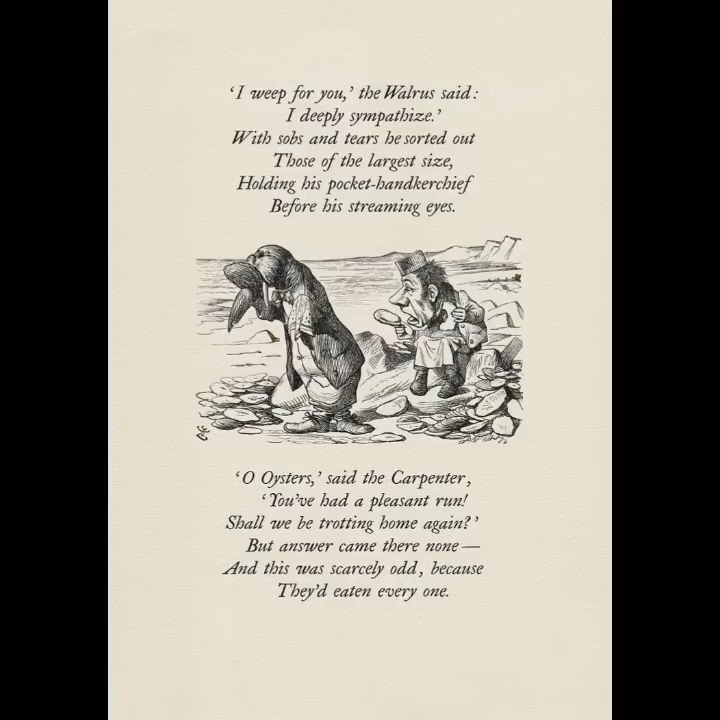 ‘I weep for you,’ the Walrus said:
I deeply sympathize.’
With sobs and tears he sorted out
Those of the largest size,
Holding his pocket-handkerchief
Before his streaming eyes.
‘O Oysters,’ said the Carpenter,
‘You’ve had a pleasant run!
Shall we be trotting home again?’
But answer came there none—
And this was scarcely odd, because
They’d eaten every one.